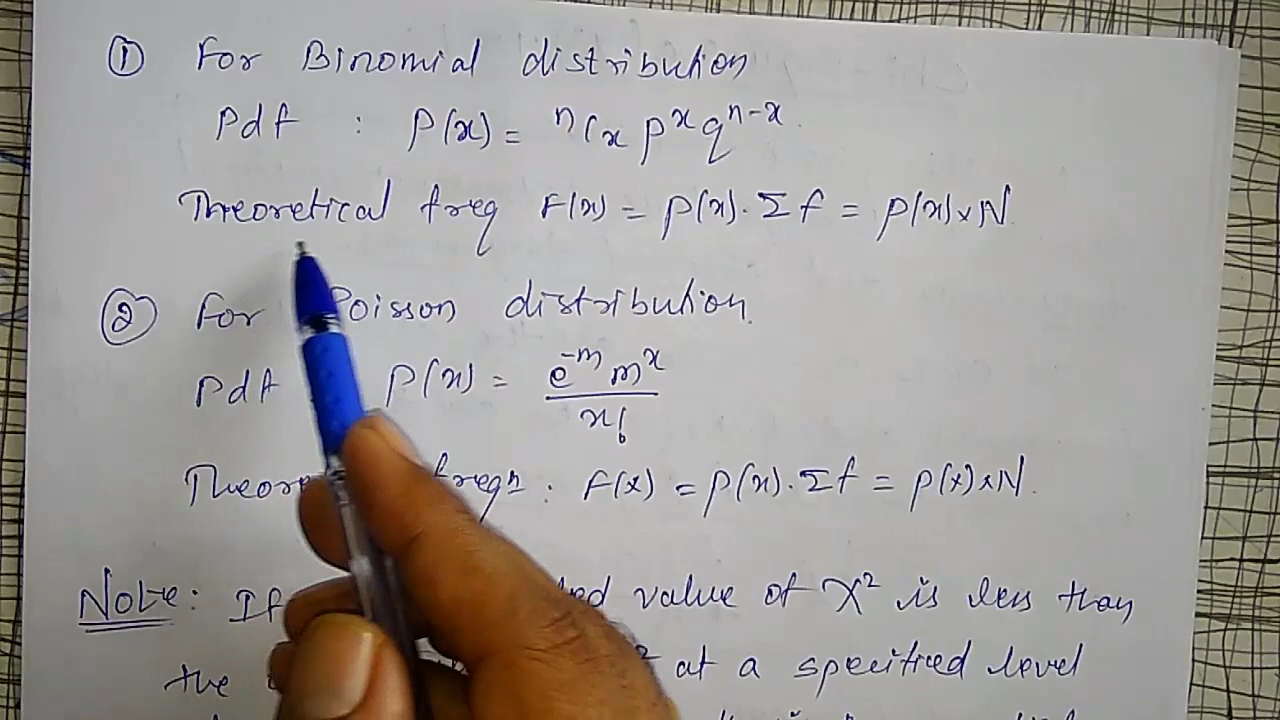 ① For Binomial distribution
Pdf : P(x) = ⁿCₓ pˣ qⁿ⁻ˣ
Theoretical freq F(x) = P(x). Σf = P(x) x N
② For Poisson distribution.
Pdf P(x) = e⁻ᵐ mˣ / x!
freqⁿ : F(x) = P(x). Σf = P(x) x N.
Note: If value of X² is less than
the at a specified level